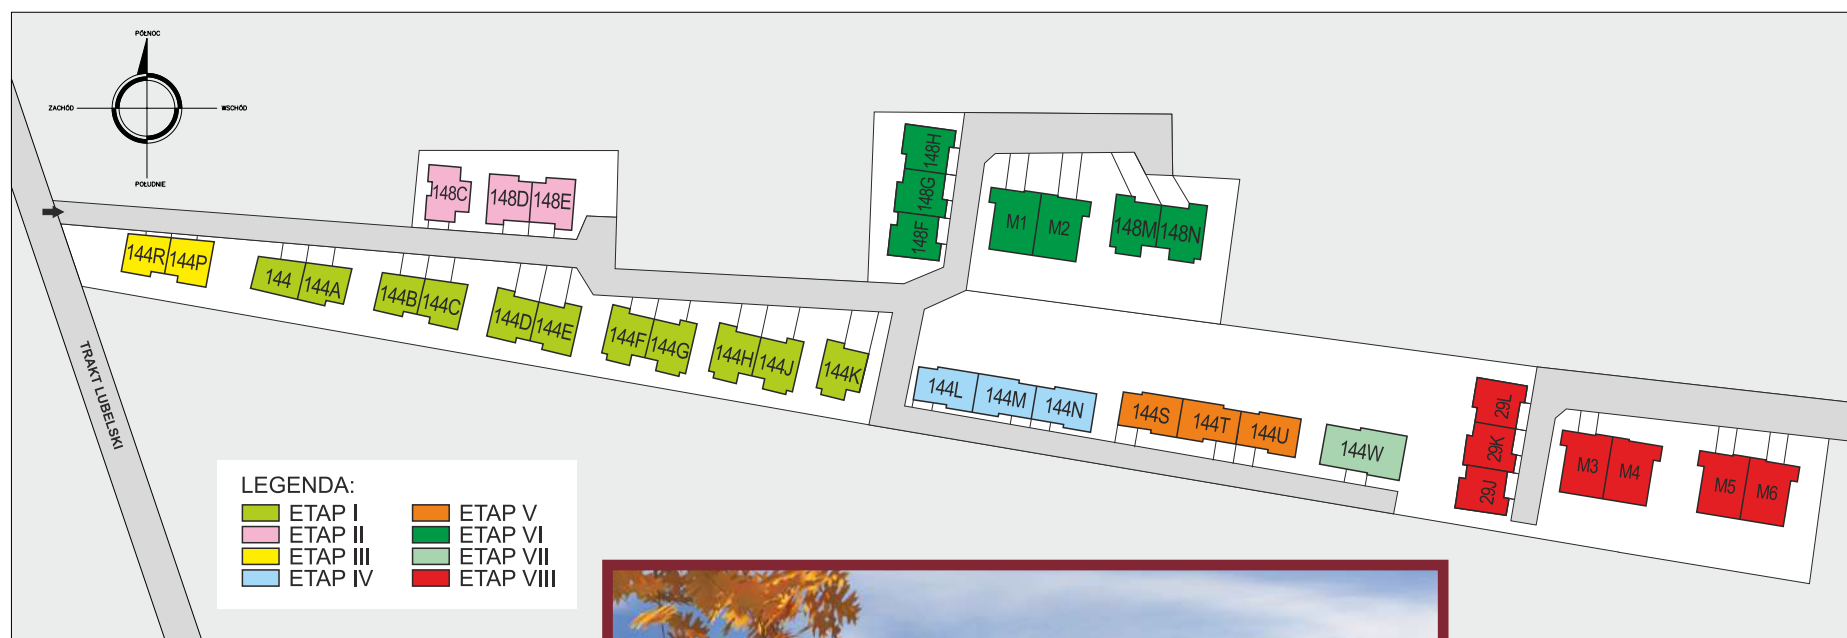 PÓŁNOC
ZACHÓD
WSCHÓD
POŁUDNIE
148C
148D
148E
148H
148G
148F
M1
M2
148M
148N
144R
144P
144
144A
144B
144C
144D
144E
144F
144G
144H
144J
144K
144L
144M
144N
144S
144T
144U
144W
29L
29K
29J
M3
M4
M5
M6
TRAKT LUBELSKI
LEGENDA:
ETAP I
ETAP II
ETAP III
ETAP IV
ETAP V
ETAP VI
ETAP VII
ETAP VIII